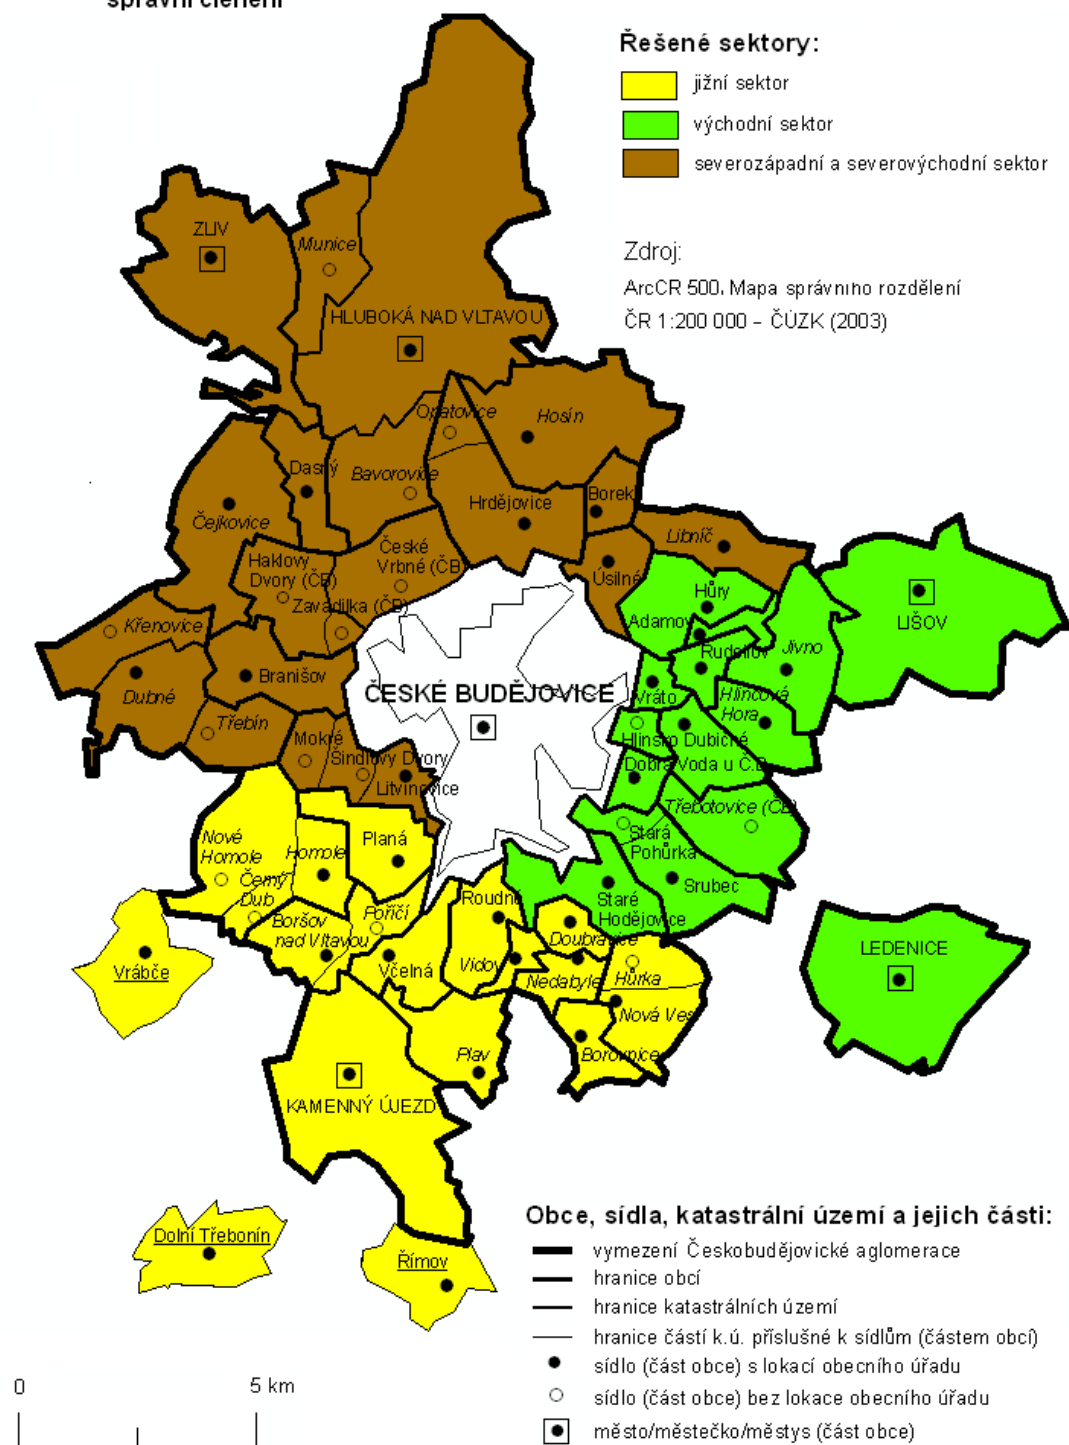 správní členění
Řešené sektory:
jižní sektor
východní sektor
severozápadní a severovýchodní sektor
Zdroj:
ArcCR 500, Mapa správního rozdělení
ČR 1:200 000 – ČÚZK (2003)
ZLIV
Munice
HLUBOKÁ NAD VLTAVOU
Opatovice
Hosín
Dasný
Bavorovice
Hrdějovice
Borek
Čejkovice
Libníč
České
Vrbné (ČB)
Haklovy
Dvory (ČB)
Úsilné
Hůry
Zavadilka (ČB)
Adamov
LIŠOV
Křenovice
Rudolfov
Jivno
Dubné
Branišov
ČESKÉ BUDĚJOVICE
Vráto
Hlincová
Hora
Třebín
Mokré
Hlinsko
Dubičné
Šindlovy Dvory
Dobrá Voda u Č.B.
Litvínovice
Třebotovice (ČB)
Nové
Homole
Homole
Planá
Stará
Pohůrka
Černý
Dub
Srubec
Staré
Hodějovice
Roudné
Poříčí
Boršov
nad Vltavou
Doubravice
LEDENICE
Vrábče
Včelná
Vidov
Nedabyle
Hůrka
Nová Ves
Plav
Borovnice
KAMENNÝ ÚJEZD
Dolní Třebonín
Římov
Obce, sídla, katastrální území a jejich části:
vymezení Českobudějovické aglomerace
hranice obcí
hranice katastrálních území
hranice částí k.ú. příslušné k sídlům (částem obcí)
sídlo (část obce) s lokací obecního úřadu
sídlo (část obce) bez lokace obecního úřadu
město/městečko/městys (část obce)
0
5 km